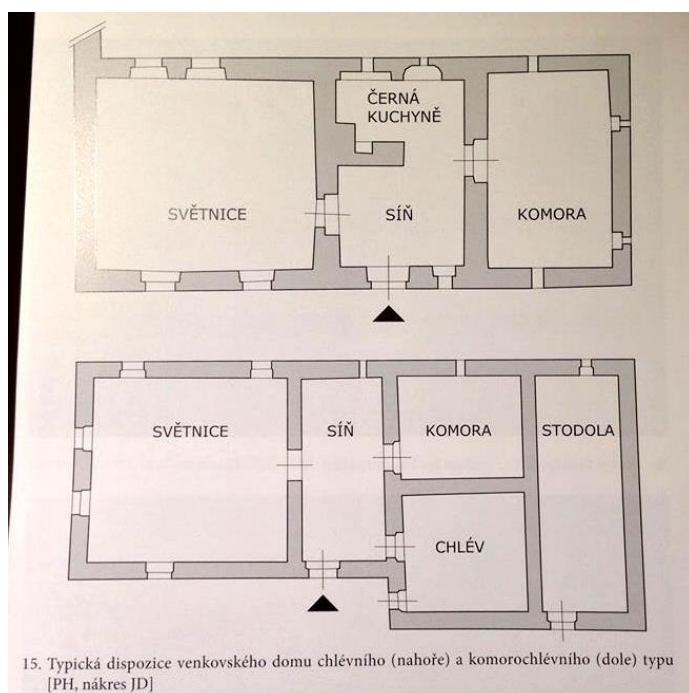 ČERNÁ
KUCHYNĚ
SVĚTNICE
SÍŇ
KOMORA
SVĚTNICE
SÍŇ
KOMORA
STODOLA
CHLÉV
15. Typická dispozice venkovského domu chlévního (nahoře) a komorochlévního (dole) typu
[PH, nákres JD]